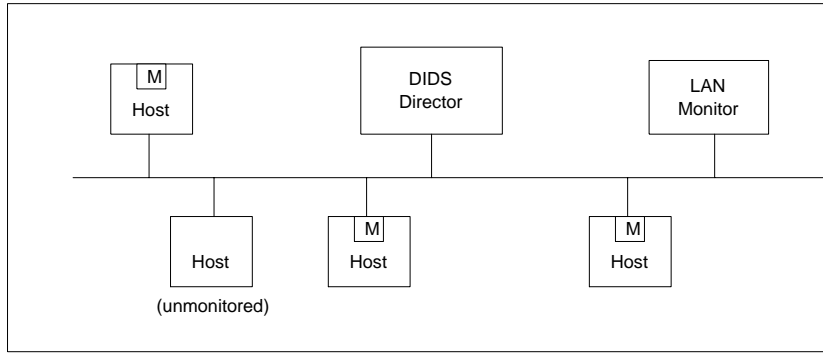 M
Host
DIDS
Director
LAN
Monitor
Host
(unmonitored)
M
Host
M
Host